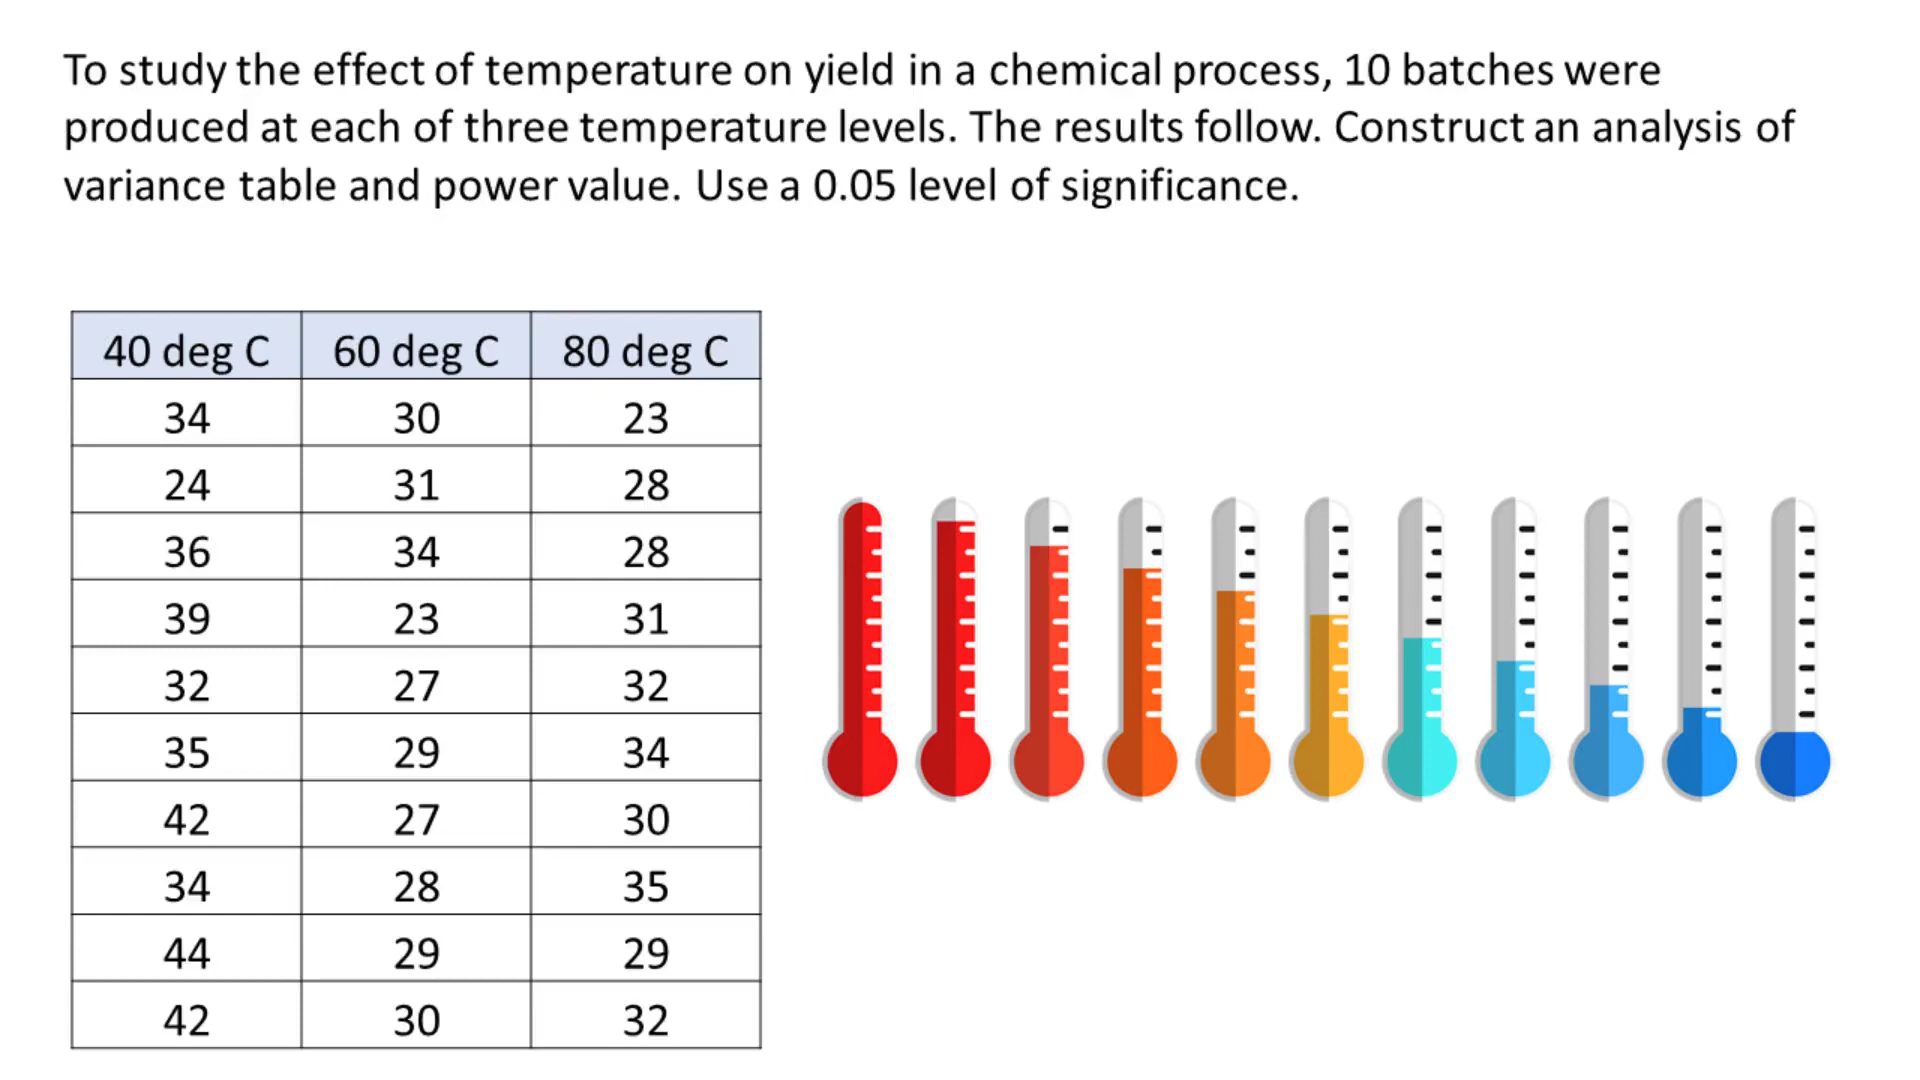 To study the effect of temperature on yield in a chemical process, 10 batches were
produced at each of three temperature levels. The results follow. Construct an analysis of
variance table and power value. Use a 0.05 level of significance.
40 deg C 60 deg C 80 deg C
34 30 23
24 31 28
36 34 28
39 23 31
32 27 32
35 29 34
42 27 30
34 28 35
44 29 29
42 30 32